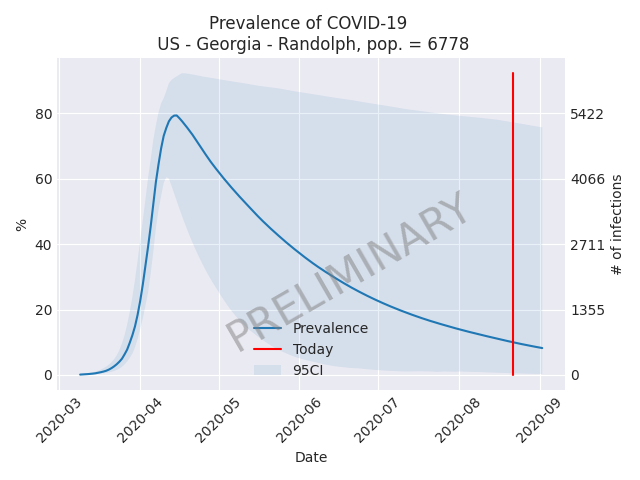 Prevalence of COVID-19
US - Georgia - Randolph, pop. = 6778
80
60
40
20
0
%
5422
4066
2711
1355
0
# of infections
PRELIMINARY
Prevalence
Today
95CI
2020-03
2020-04
2020-05
2020-06
2020-07
2020-08
2020-09
Date